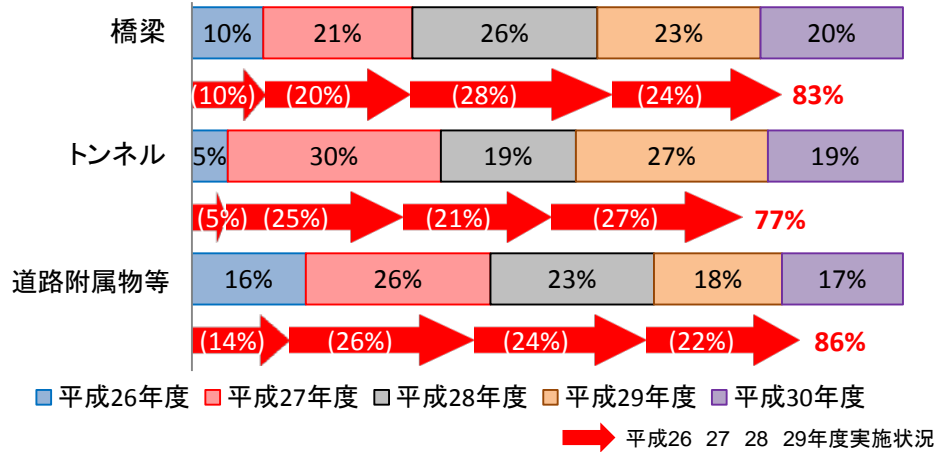 橋梁 10% 21% 26% 23% 20%
(10%) (20%) (28%) (24%) 83%
トンネル 5% 30% 19% 27% 19%
(5%) (25%) (21%) (27%) 77%
道路附属物等 16% 26% 23% 18% 17%
(14%) (26%) (24%) (22%) 86%
平成26年度 平成27年度 平成28年度 平成29年度 平成30年度
平成26 27 28 29年度実施状況